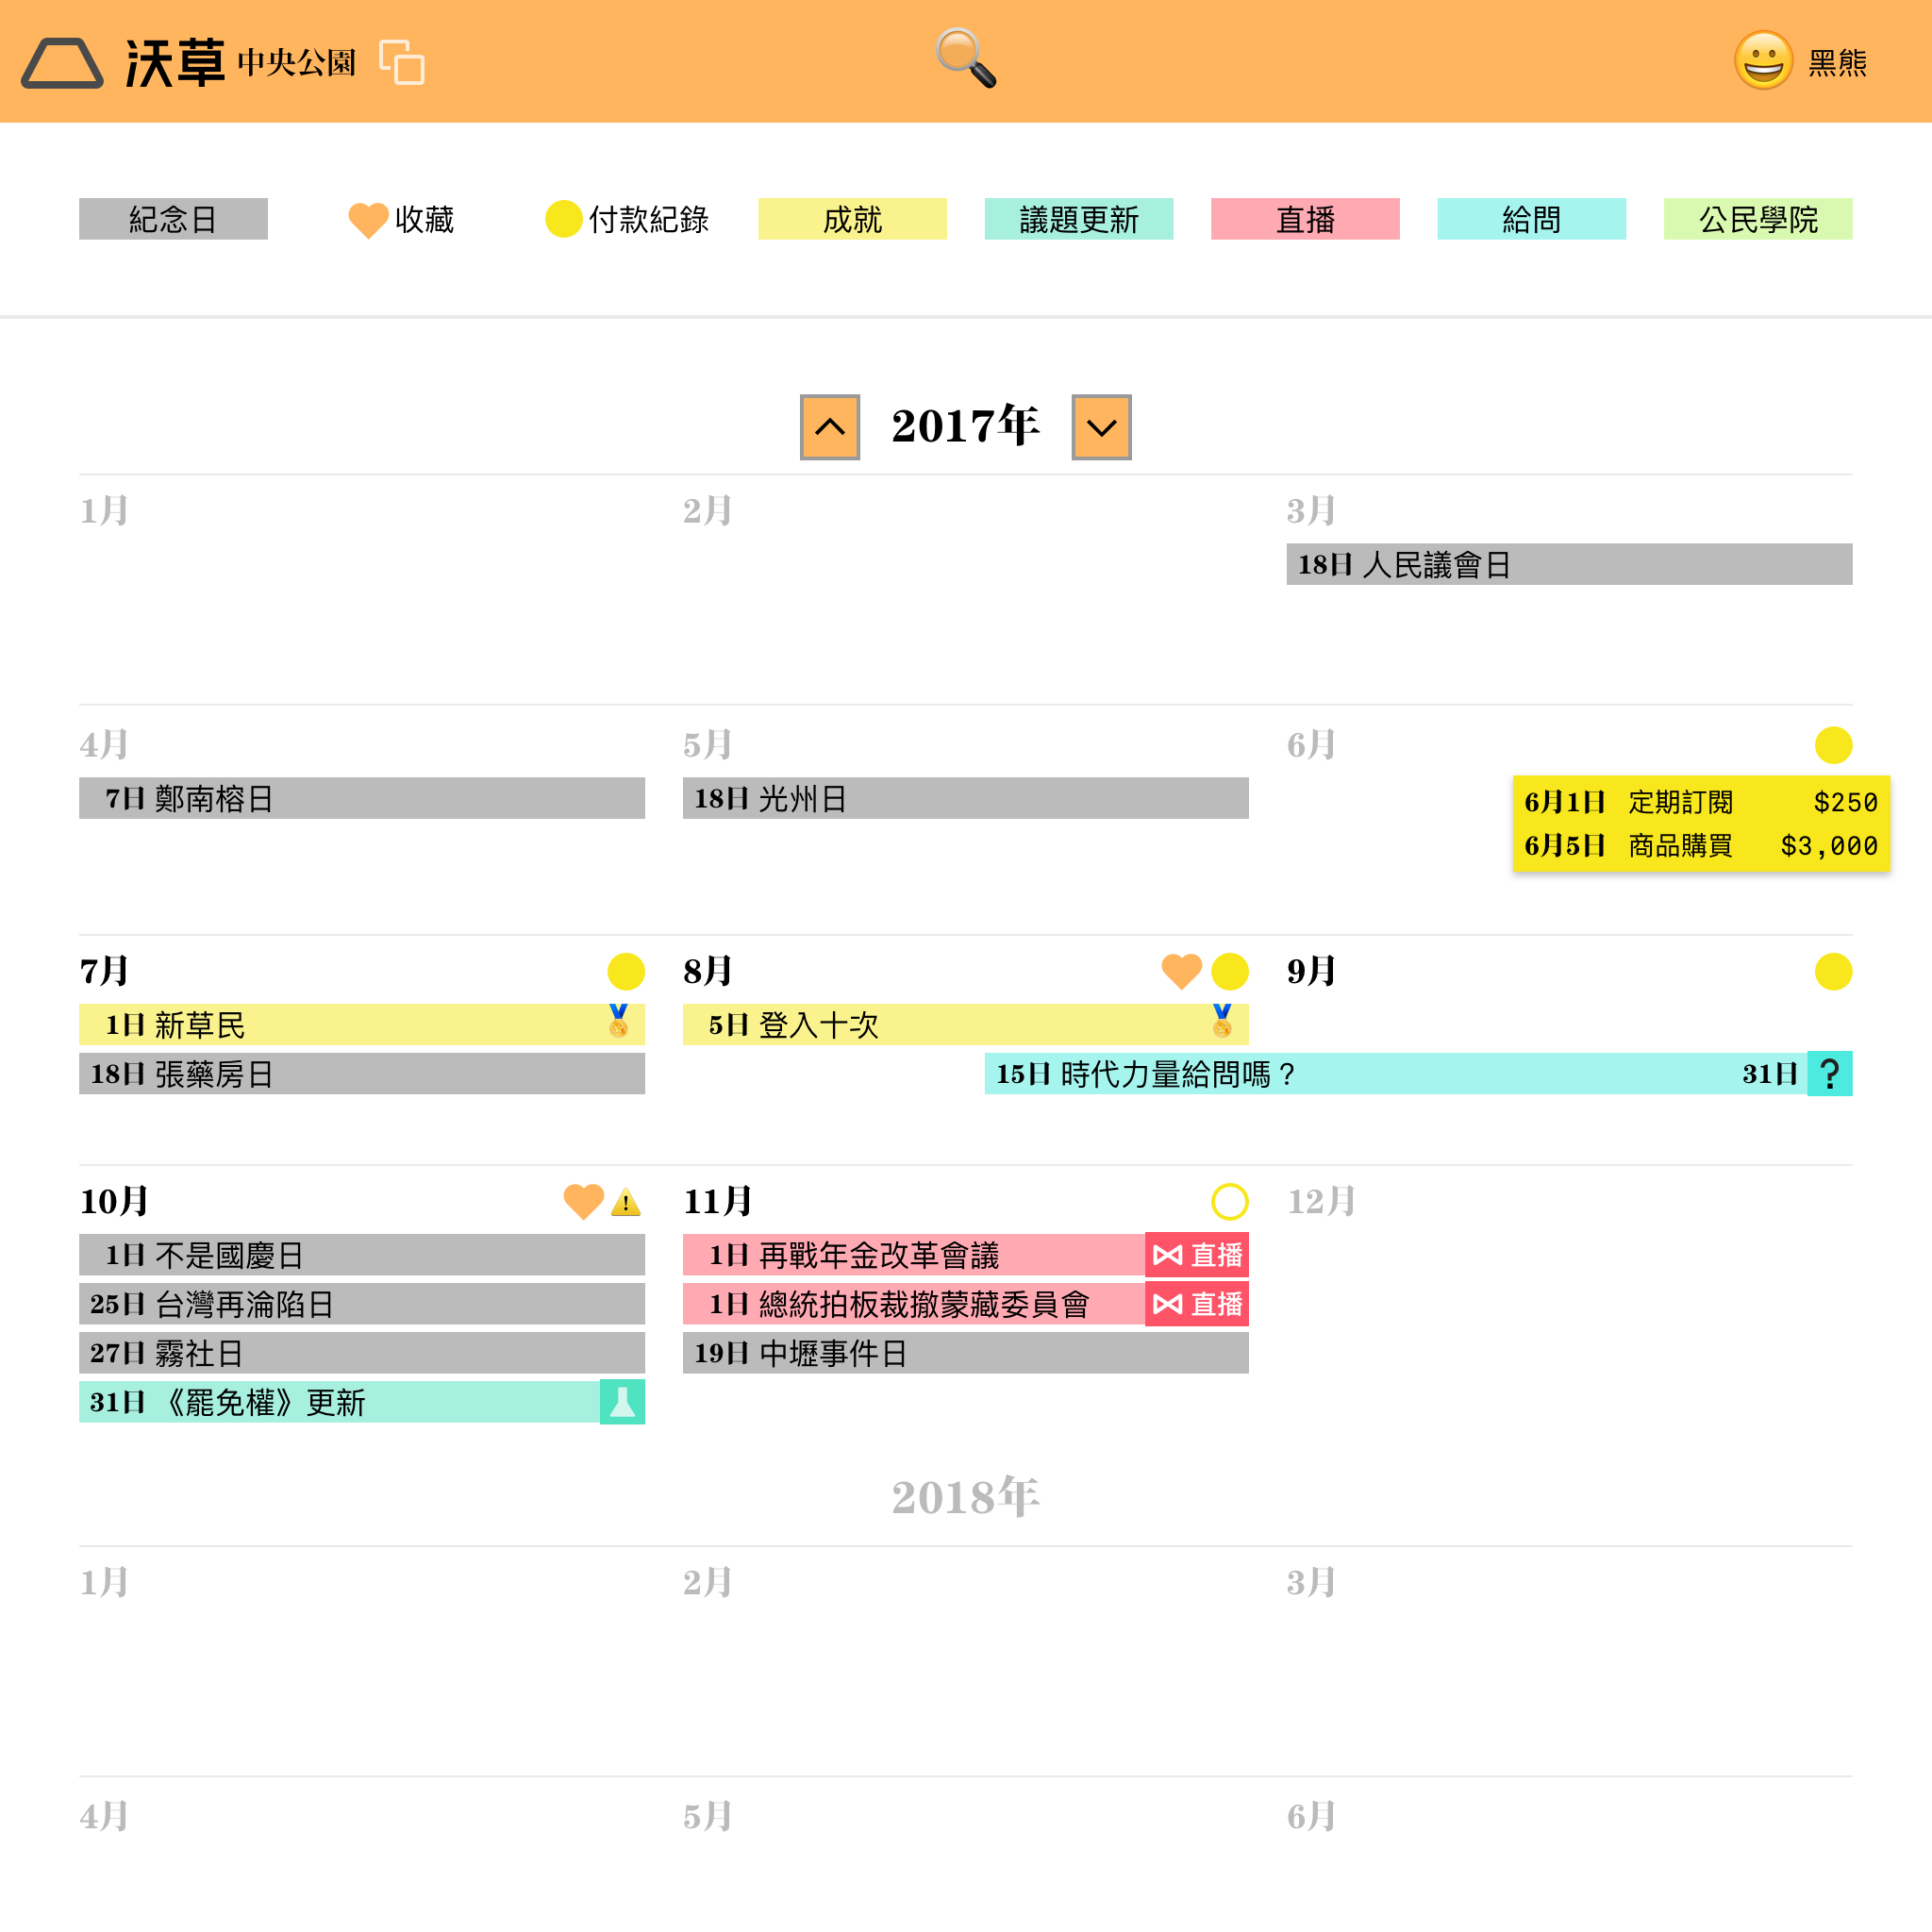 沃草 中央公園
黑熊
紀念日 收藏 付款紀錄 成就 議題更新 直播 給問 公民學院
2017年
1月 2月 3月
18日 人民議會日
4月 5月 6月
7日 鄭南榕日 18日 光州日
6月1日 定期訂閱 $250
6月5日 商品購買 $3,000
7月 8月 9月
1日 新草民 5日 登入十次
18日 張藥房日 15日 時代力量給問嗎？ 31日 ?
10月 11月 12月
1日 不是國慶日 1日 再戰年金改革會議 直播
25日 台灣再淪陷日 1日 總統拍板裁撤蒙藏委員會 直播
27日 霧社日 19日 中壢事件日
31日 《罷免權》更新
2018年
1月 2月 3月
4月 5月 6月